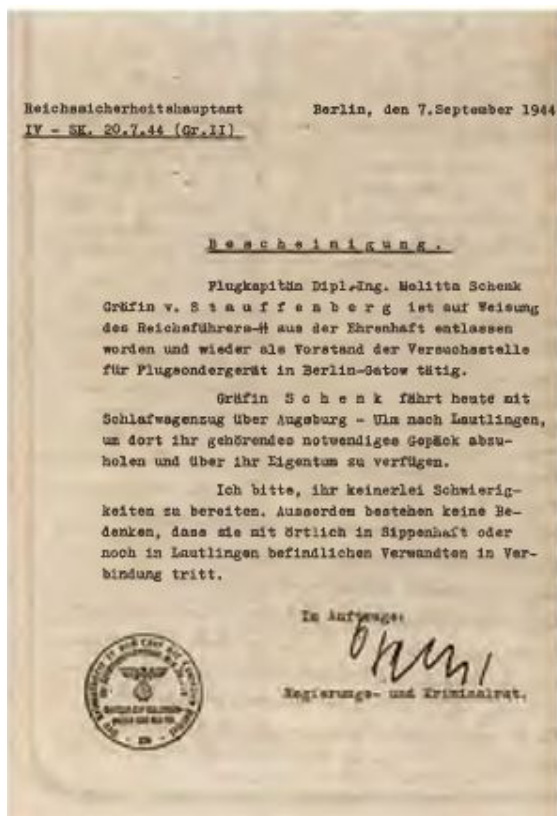 Reichssicherheitshauptamt Berlin, den 7.September 1944
IV - SK. 20.7.44 (Gr.II)
Bescheinigung.
Flugkapitän Dipl.-Ing. Melitta Schenk
Gräfin v. Stauffenberg ist auf Weisung
des Reichsführers-SS aus der Ehrenhaft entlassen
worden und wieder als Vorstand der Versuchsstelle
für Flugsondergerät in Berlin-Gatow tätig.
Gräfin Schenk fährt heute mit
Schlafwagenzug über Augsburg - Ulm nach Lautlingen,
um dort ihr gehörendes notwendiges Gepäck abzu-
holen und über ihr Eigentum zu verfügen.
Ich bitte, ihr keinerlei Schwierig-
keiten zu bereiten. Ausserdem bestehen keine Be-
denken, dass sie mit örtlich in Sippenhaft oder
noch in Lautlingen befindlichen Verwandten in Ver-
bindung tritt.
Im Auftrage:
Regierungs- und Kriminalrat.